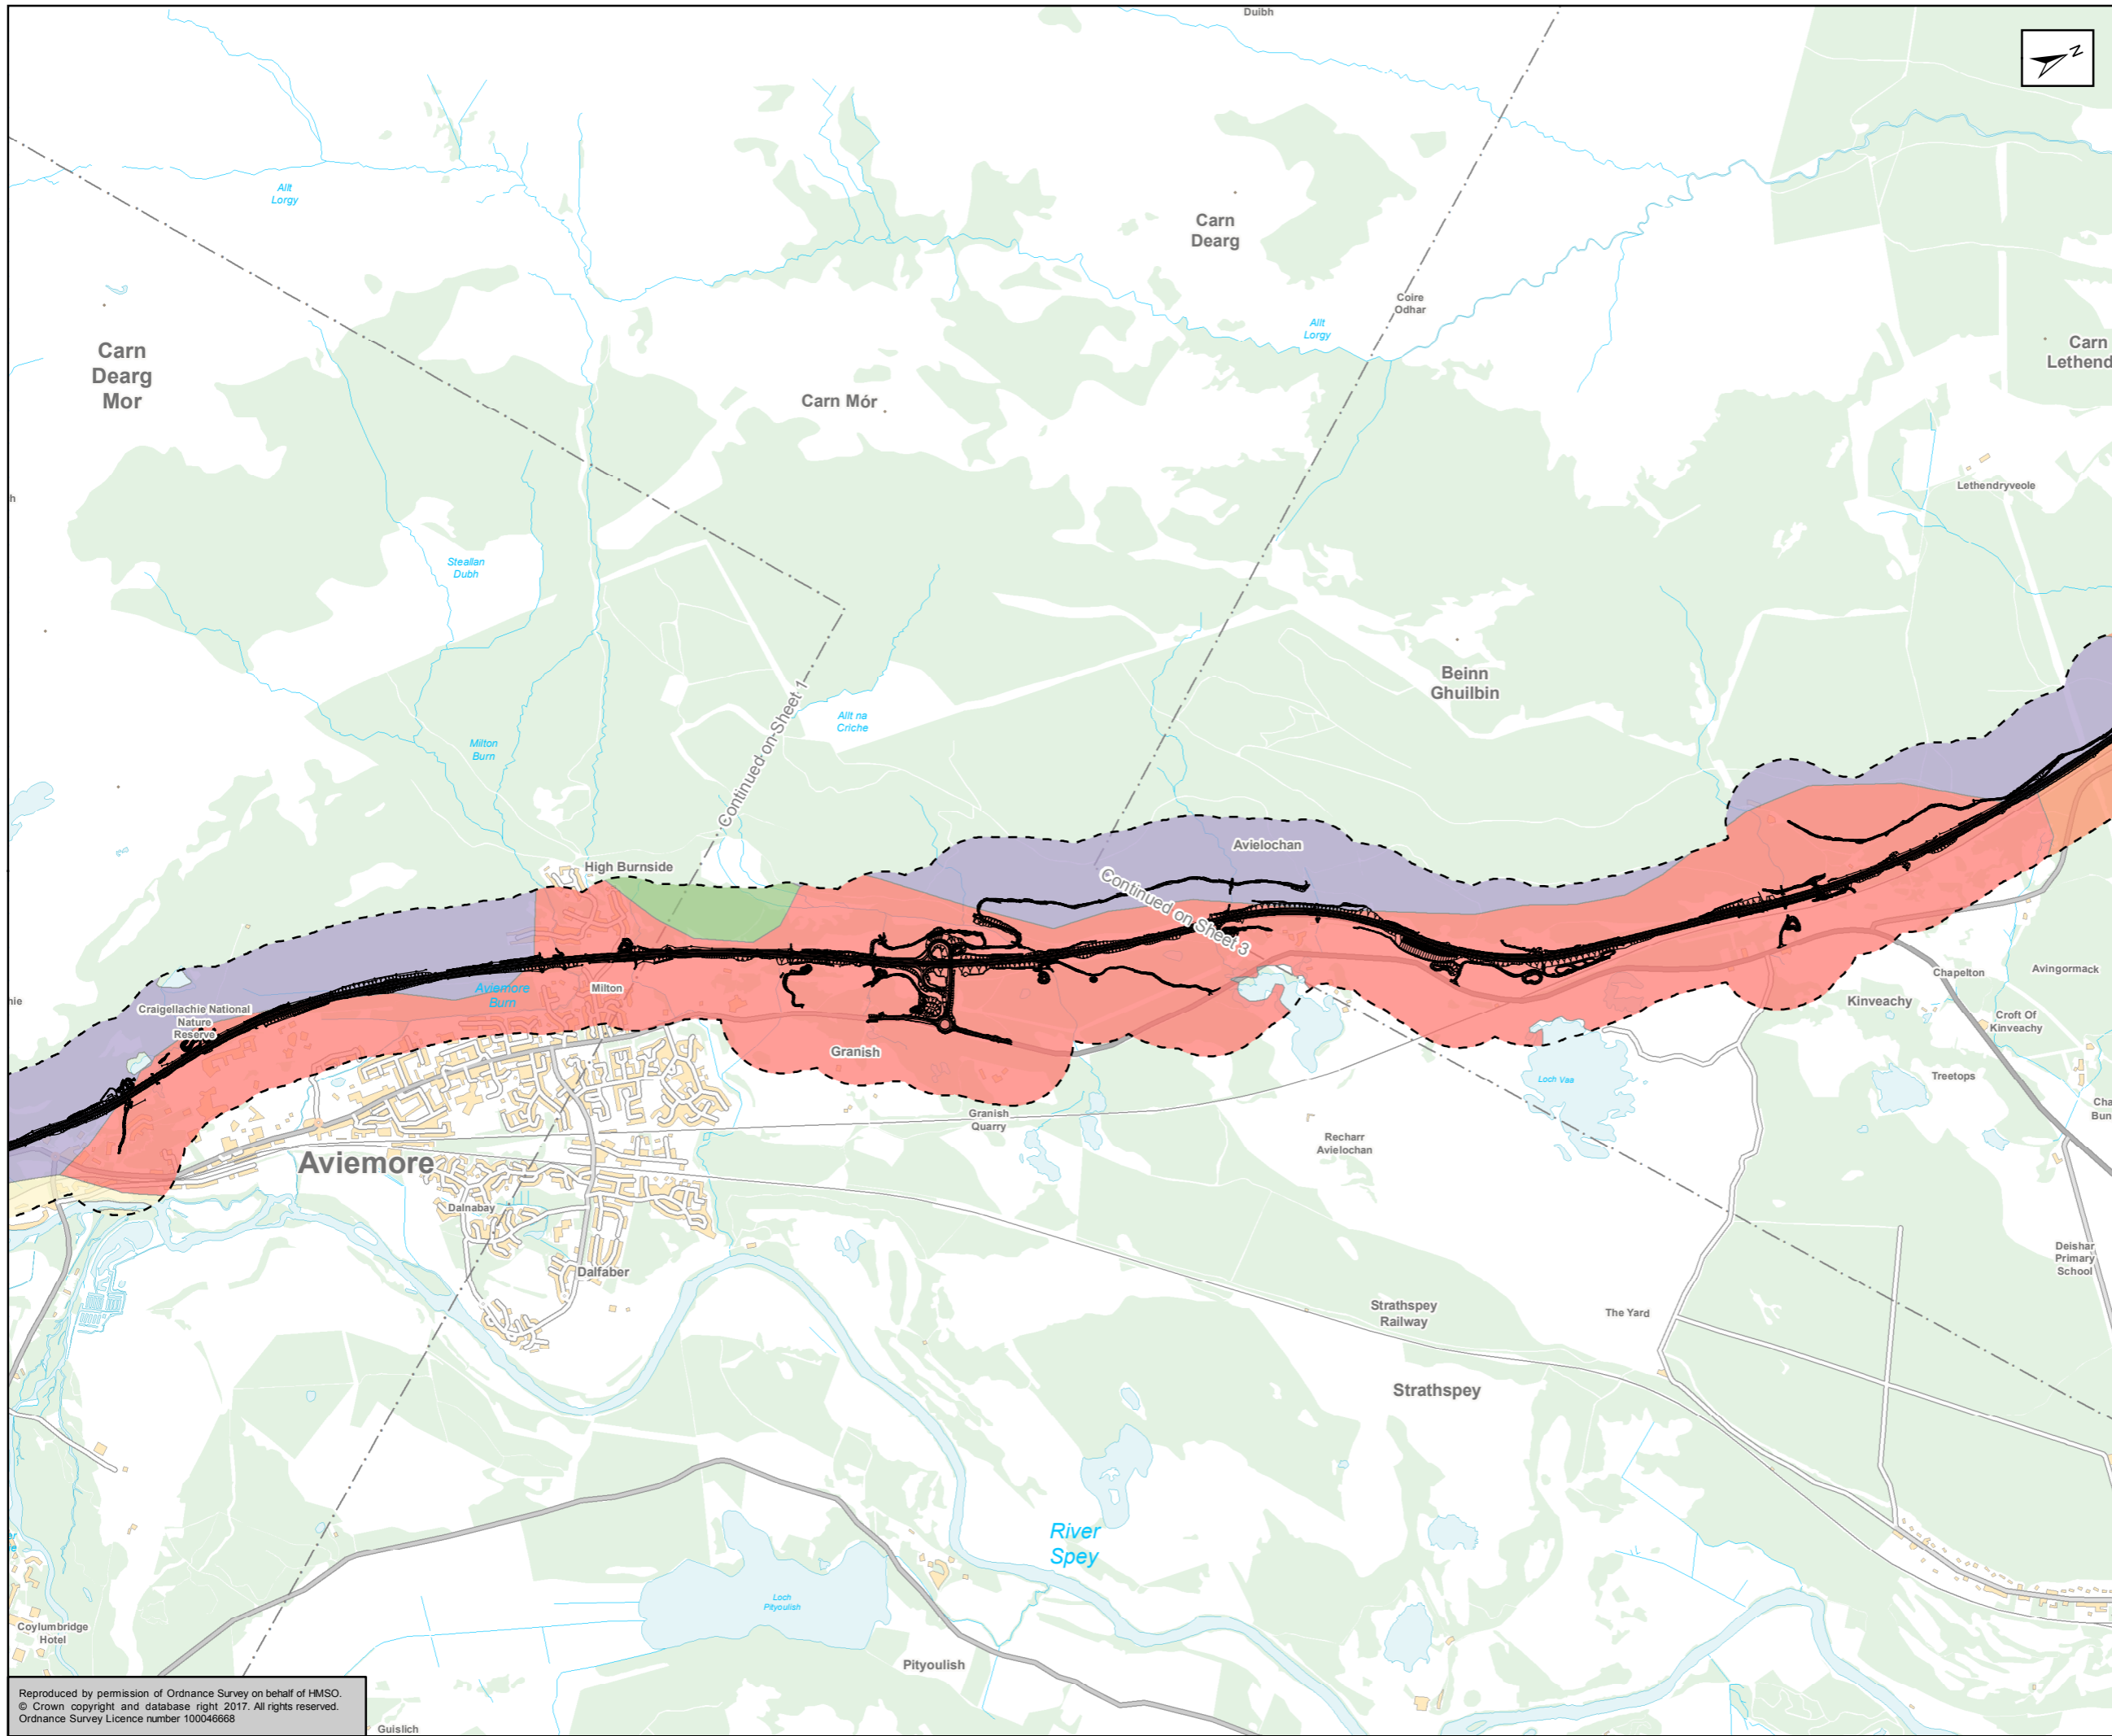 Duibh
N
Allt
Lorgy
Carn
Dearg
Coire
Odhar
Allt
Lorgy
Carn
Dearg
Mor
Carn Mór
Carn
Lethend
h
Lethendryveole
Steallan
Dubh
Beinn
Ghuilbin
Continued on Sheet 1
Allt na
Criche
Milton
Burn
High Burnside
Avielochan
Continued on Sheet 3
Chapelton
Avingormack
Aviemore
Burn
Milton
hie
Craigellachie National
Nature
Reserve
Kinveachy
Croft Of
Kinveachy
Granish
Loch Vaa
Treetops
Granish
Quarry
Cha
Bun
Recharr
Avielochan
Aviemore
Dalnabay
Deishar
Primary
School
Dalfaber
Strathspey
Railway
The Yard
Strathspey
River
Spey
er
e
Loch
Pityoulish
Coylumbridge
Hotel
Pityoulish
Reproduced by permission of Ordnance Survey on behalf of HMSO.
© Crown copyright and database right 2017. All rights reserved.
Ordnance Survey Licence number 100046668
Guislich